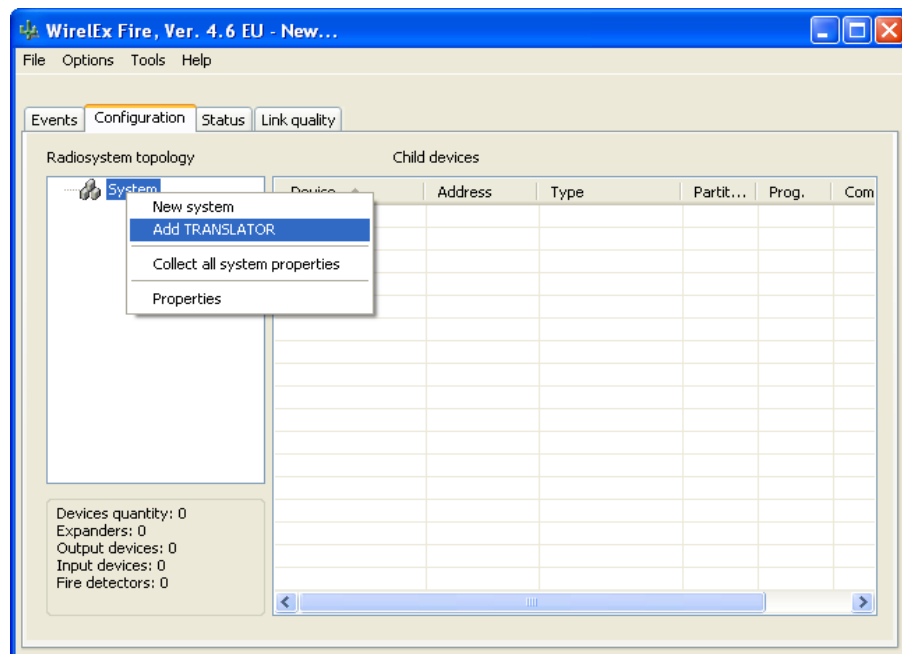 WirelEx Fire, Ver. 4.6 EU - New...
File Options Tools Help
Events Configuration Status Link quality
Radiosystem topology Child devices
System Device Address Type Partit... Prog. Com
New system
Add TRANSLATOR
Collect all system properties
Properties
Devices quantity: 0
Expanders: 0
Output devices: 0
Input devices: 0
Fire detectors: 0